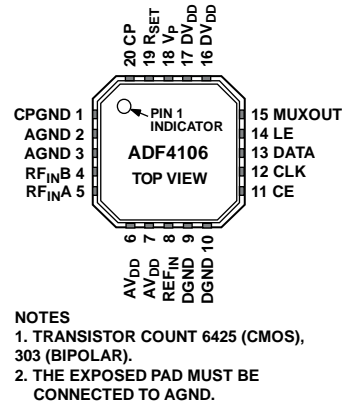 20 CP
19 RSET
18 VP
17 DVDD
16 DVDD
CPGND 1
AGND 2
AGND 3
RFINB 4
RFINA 5
PIN 1
INDICATOR
ADF4106
TOP VIEW
15 MUXOUT
14 LE
13 DATA
12 CLK
11 CE
AVDD 6
AVDD 7
REFIN 8
DGND 9
DGND 10
NOTES
1. TRANSISTOR COUNT 6425 (CMOS),
303 (BIPOLAR).
2. THE EXPOSED PAD MUST BE
CONNECTED TO AGND.